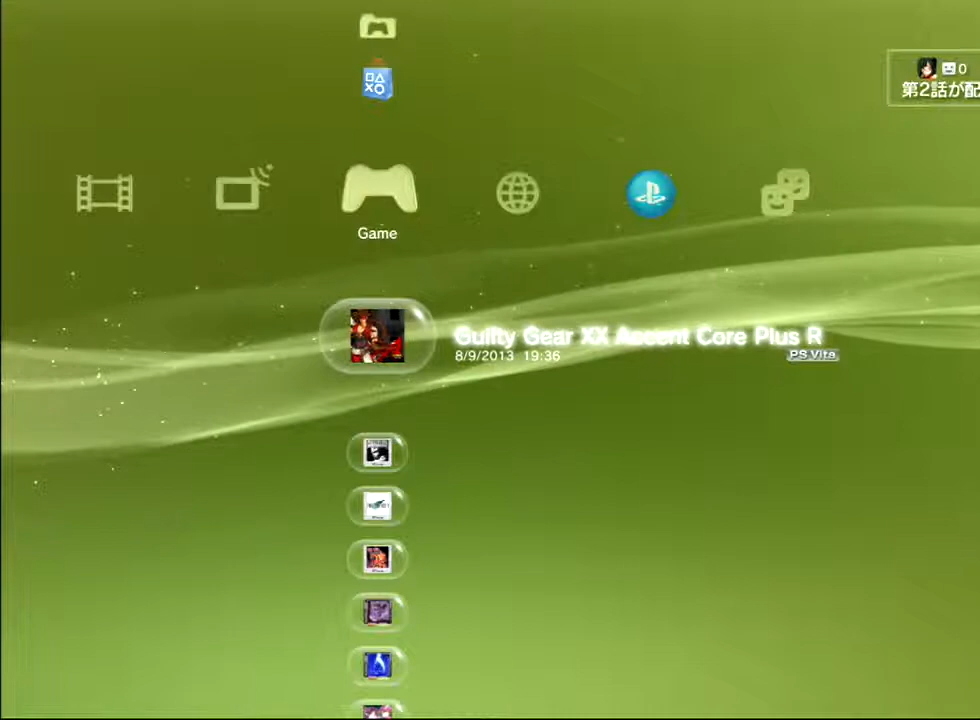 0
第2話が配
Game
Guilty Gear XX Accent Core Plus R
8/9/2013 19:36
PS Vita